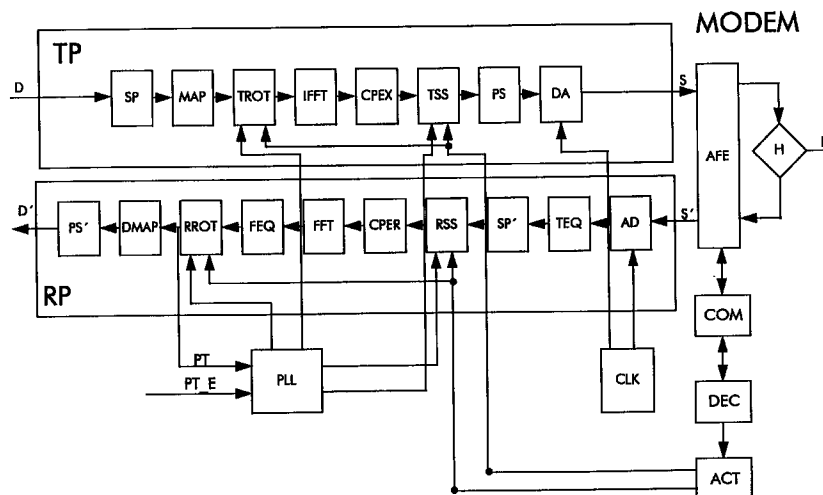 MODEM
TP
D
SP
MAP
TROT
IFFT
CPEX
TSS
PS
DA
S
AFE
H
D'
PS'
DMAP
RROT
FEQ
FFT
CPER
RSS
SP'
TEQ
AD
S'
RP
COM
PT
PT_E
PLL
CLK
DEC
ACT